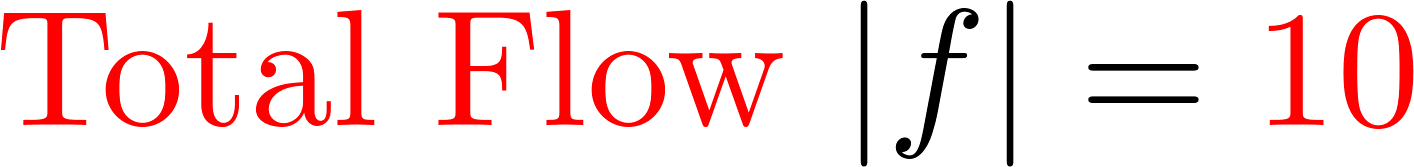 Total Flow |f| = 10